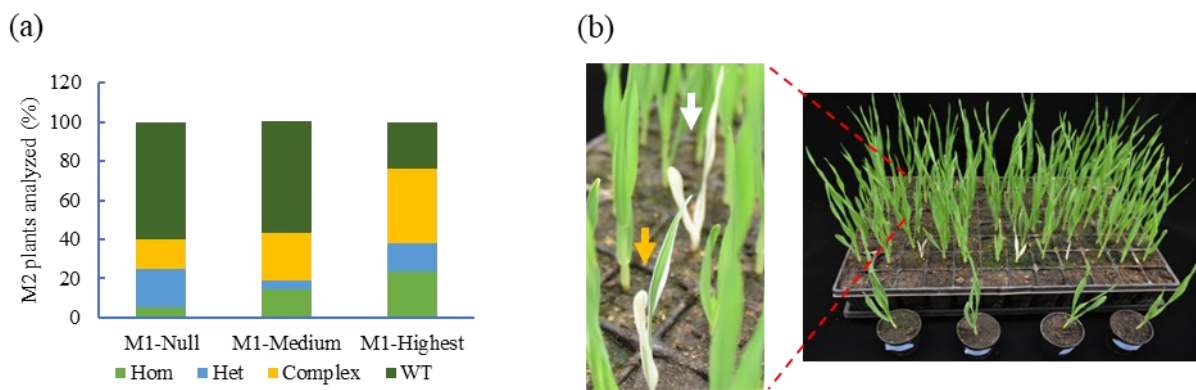 (a)
(b)
120
100
80
60
40
20
0
M2 plants analyzed (%)
M1-Null M1-Medium M1-Highest
Hom Het Complex WT